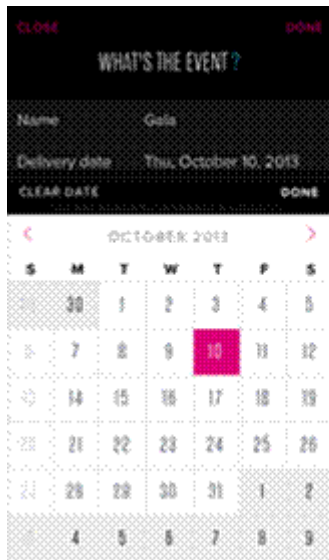 CLOSE DONE
WHAT'S THE EVENT?
Name Gala
Delivery date Thu, October 10, 2013
CLEAR DATE DONE
< OCTOBER 2013 >
S M T W T F S
30 1 2 3 4 5
7 8 9 10 11 12
14 15 16 17 18 19
21 22 23 24 25 26
28 29 30 31 1 2
4 5 6 7 8 9